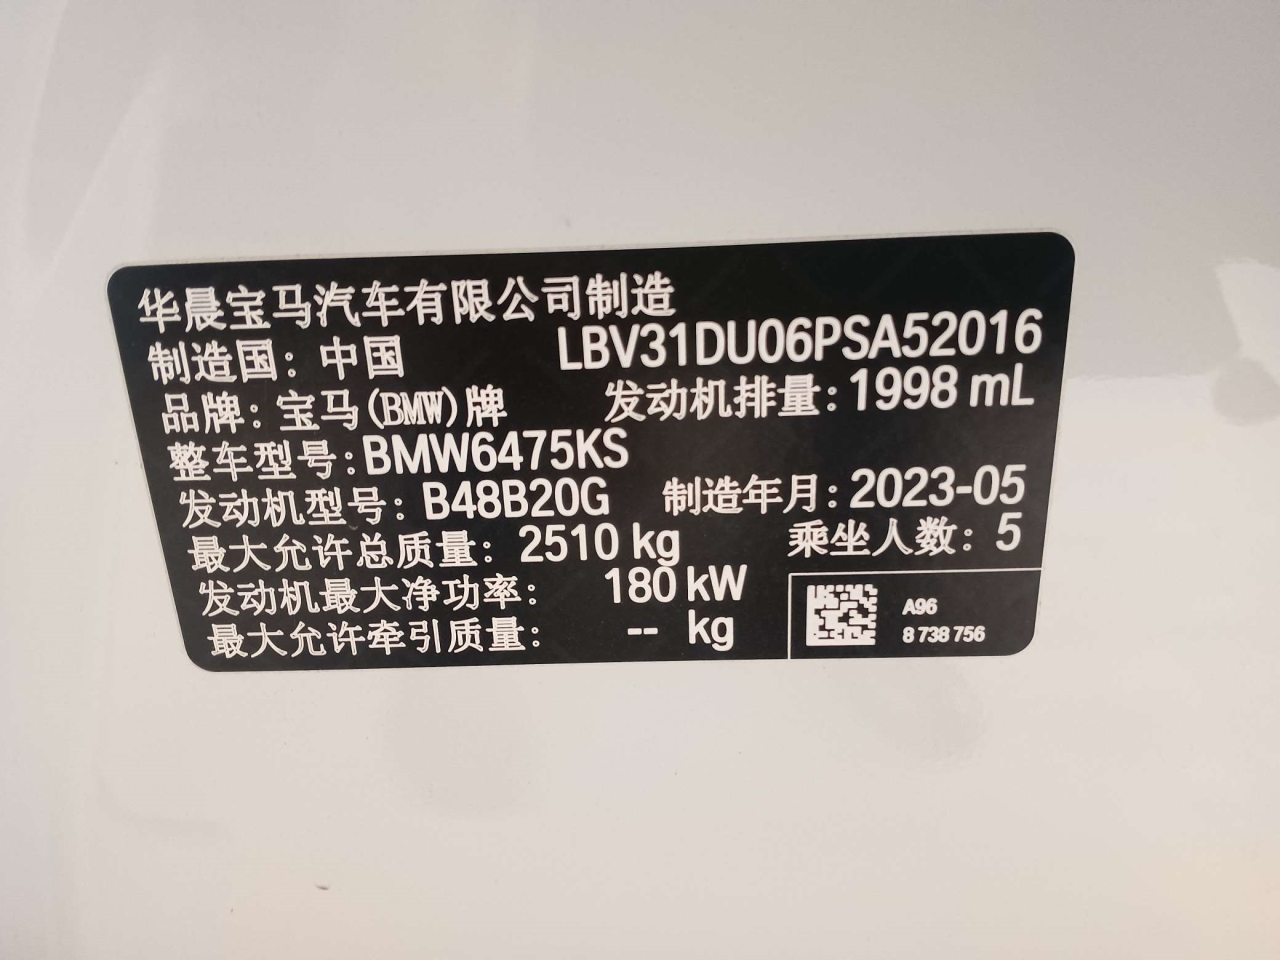 华晨宝马汽车有限公司制造
制造国：中国 LBV31DU06PSA52016
品牌：宝马(BMW)牌 发动机排量：1998 mL
整车型号：BMW6475KS
发动机型号：B48B20G 制造年月：2023-05
最大允许总质量：2510 kg 乘坐人数：5
发动机最大净功率：180 kW
最大允许牵引质量：-- kg
A96
8 738 756